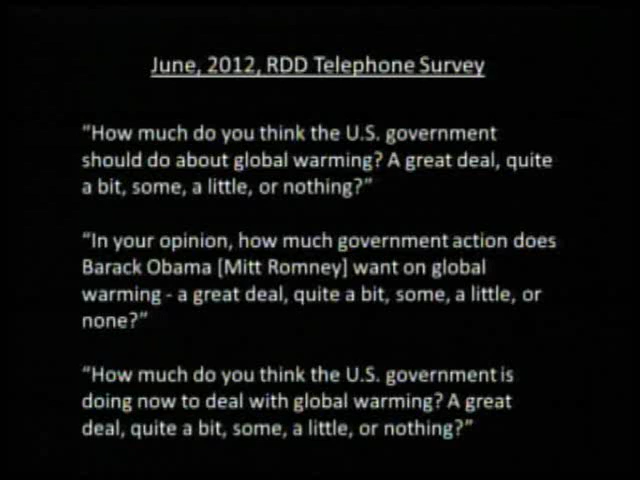 June, 2012, RDD Telephone Survey
“How much do you think the U.S. government
should do about global warming? A great deal, quite
a bit, some, a little, or nothing?”
“In your opinion, how much government action does
Barack Obama [Mitt Romney] want on global
warming - a great deal, quite a bit, some, a little, or
none?”
“How much do you think the U.S. government is
doing now to deal with global warming? A great
deal, quite a bit, some, a little, or nothing?”